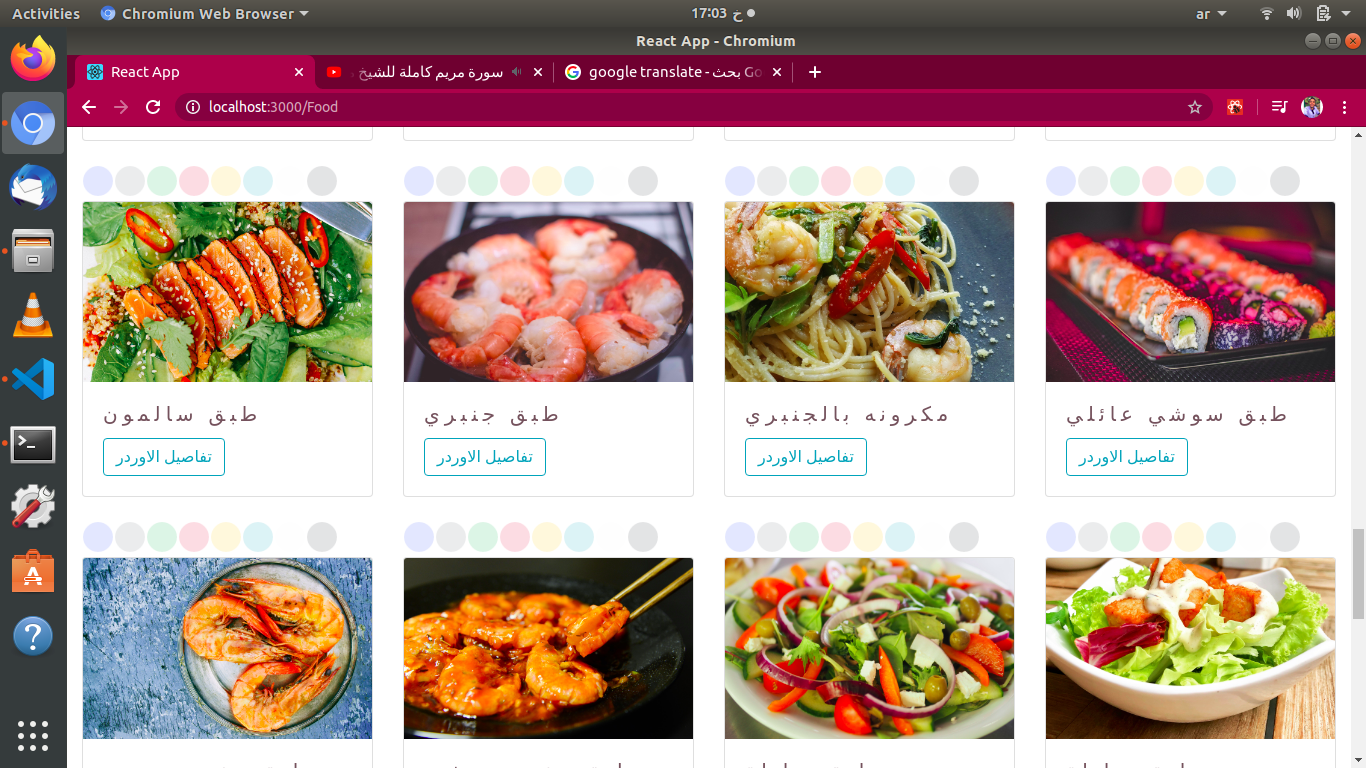 Activities
Chromium Web Browser
17:03 خ
ar
React App - Chromium
React App
سورة مريم كاملة للشيخ
google translate - بحث Go
localhost:3000/Food
طبق سالمون
طبق جنبري
مكرونه بالجنبري
طبق سوشي عائلي
تفاصيل الاوردر
تفاصيل الاوردر
تفاصيل الاوردر
تفاصيل الاوردر